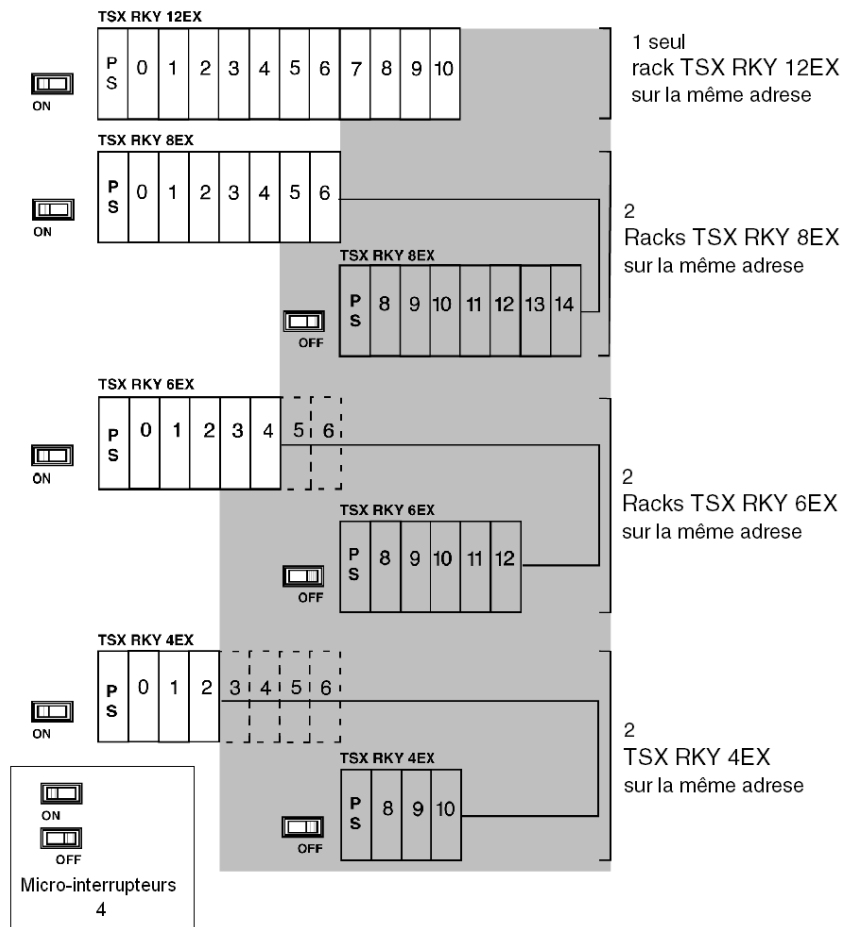 TSX RKY 12EX
PS 0 1 2 3 4 5 6 7 8 9 10
ON
1 seul
rack TSX RKY 12EX
sur la même adrese
TSX RKY 8EX
PS 0 1 2 3 4 5 6
ON
2
Racks TSX RKY 8EX
sur la même adrese
TSX RKY 8EX
PS 8 9 10 11 12 13 14
OFF
TSX RKY 6EX
PS 0 1 2 3 4 5 6
ON
2
Racks TSX RKY 6EX
sur la même adrese
TSX RKY 6EX
PS 8 9 10 11 12
OFF
TSX RKY 4EX
PS 0 1 2 3 4 5 6
ON
2
TSX RKY 4EX
sur la même adrese
TSX RKY 4EX
PS 8 9 10
OFF
ON
OFF
Micro-interrupteurs
4